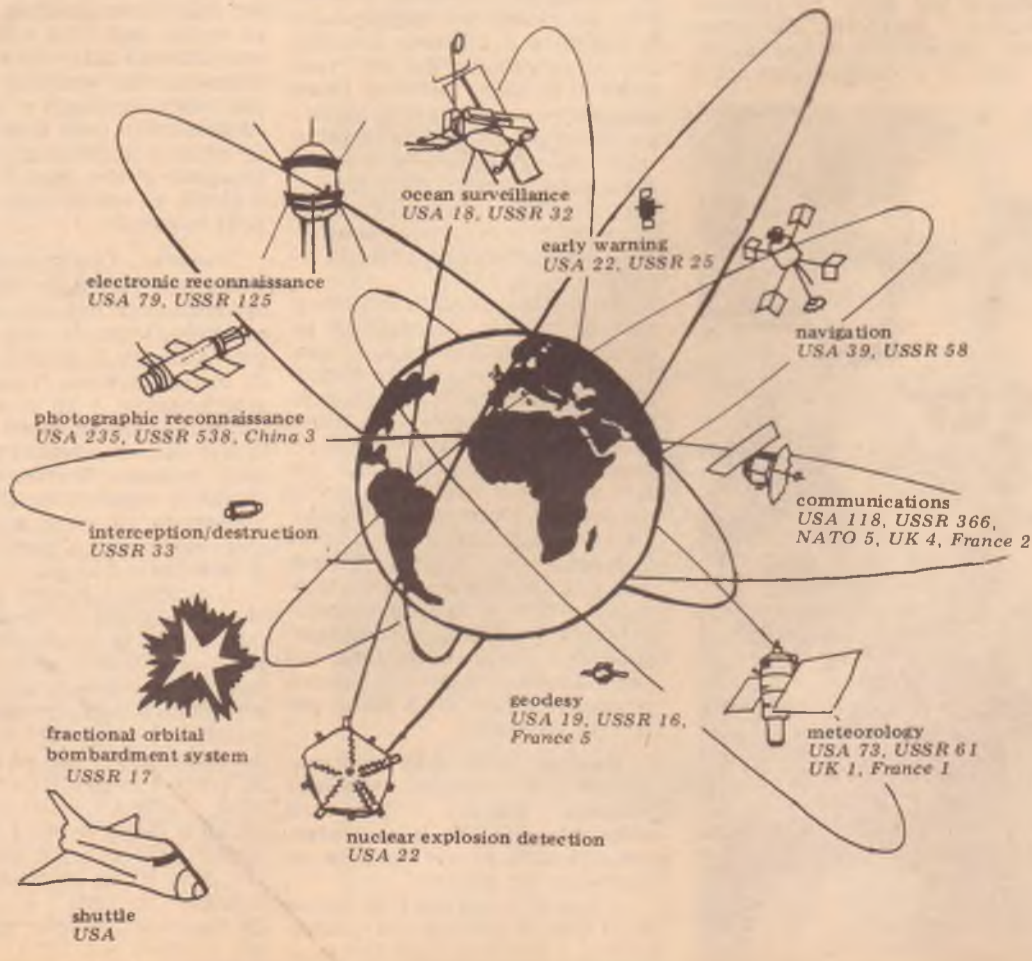 ocean surveillance
USA 18, USSR 32
early warning
USA 22, USSR 25
electronic reconnaissance
USA 79, USSR 125
navigation
USA 39, USSR 58
photographic reconnaissance
USA 235, USSR 538, China 3
communications
USA 118, USSR 366,
NATO 5, UK 4, France 2
interception/destruction
USSR 33
geodesy
USA 19, USSR 16,
France 5
fractional orbital
bombardment system
USSR 17
meteorology
USA 73, USSR 61
UK 1, France 1
nuclear explosion detection
USA 22
shuttle
USA